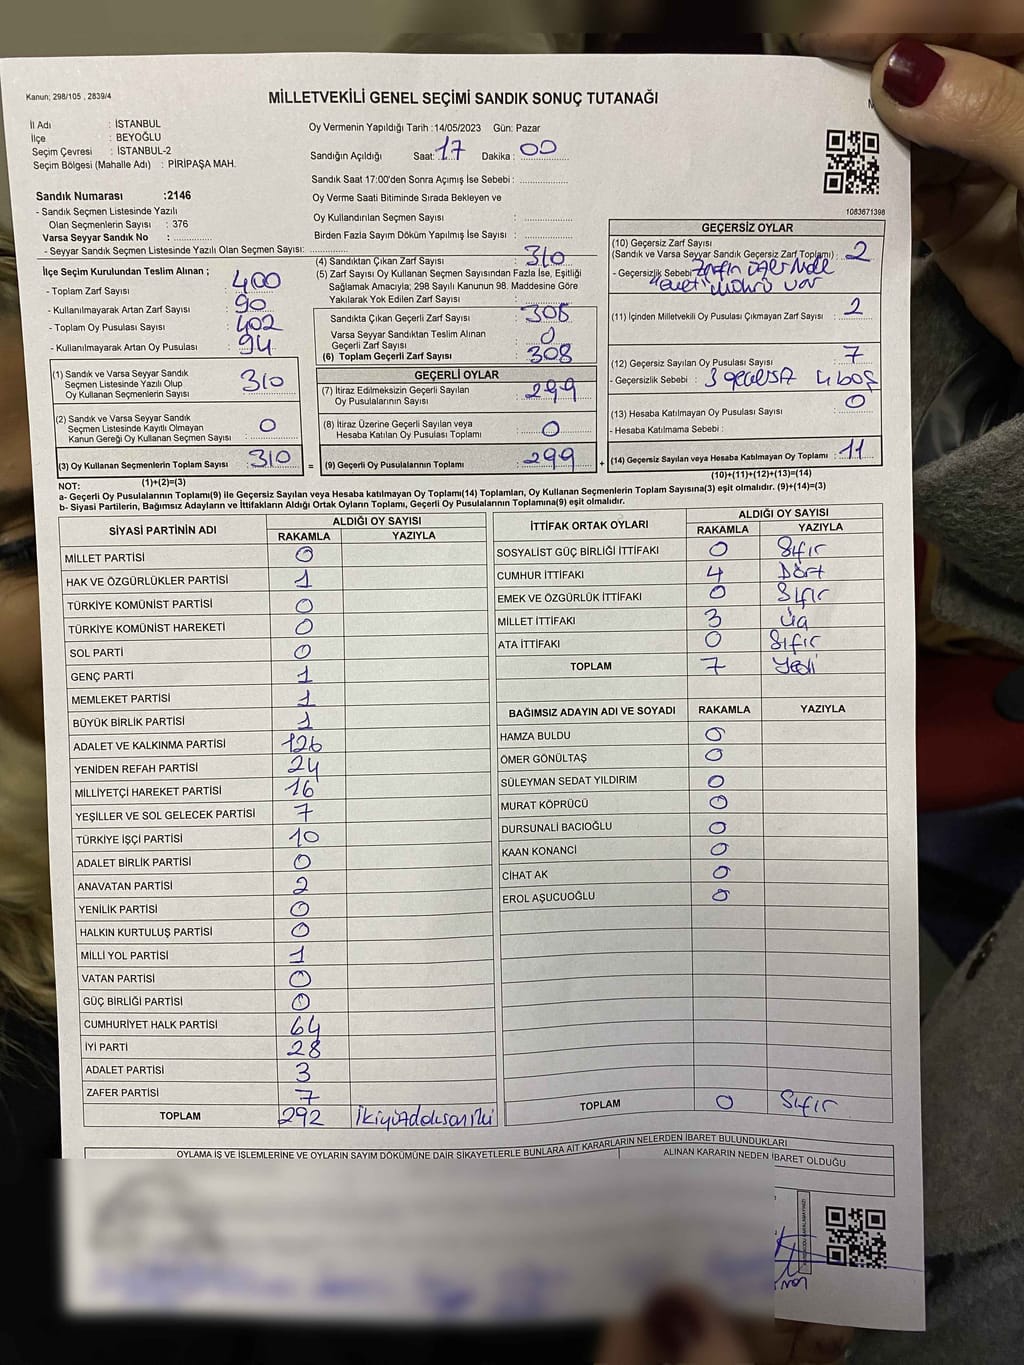 Kanun; 298/105 , 2839/4
MİLLETVEKİLİ GENEL SEÇİMİ SANDIK SONUÇ TUTANAĞI
İl Adı : İSTANBUL
İlçe : BEYOĞLU
Seçim Çevresi : İSTANBUL-2
Seçim Bölgesi (Mahalle Adı) : PİRİPAŞA MAH.
Sandık Numarası :2146
- Sandık Seçmen Listesinde Yazılı
Olan Seçmenlerin Sayısı : 376
Varsa Seyyar Sandık No :
- Seyyar Sandık Seçmen Listesinde Yazılı Olan Seçmen Sayısı:
Oy Vermenin Yapıldığı Tarih :14/05/2023 Gün: Pazar
Sandığın Açıldığı Saat: 17 Dakika : 00
Sandık Saat 17:00'den Sonra Açımış İse Sebebi :
Oy Verme Saati Bitiminde Sırada Bekleyen ve
Oy Kullandırılan Seçmen Sayısı :
Birden Fazla Sayım Döküm Yapılmış İse Sayısı :
1083671398
İlçe Seçim Kurulundan Teslim Alınan ;
- Toplam Zarf Sayısı : 400
- Kullanılmayarak Artan Zarf Sayısı : 90
- Toplam Oy Pusulası Sayısı : 402
- Kullanılmayarak Artan Oy Pusulası : 94
(1) Sandık ve Varsa Seyyar Sandık
Seçmen Listesinde Yazılı Olup
Oy Kullanan Seçmenlerin Sayısı : 310
(2) Sandık ve Varsa Seyyar Sandık
Seçmen Listesinde Kayıtlı Olmayan
Kanun Gereği Oy Kullanan Seçmen Sayısı : 0
(3) Oy Kullanan Seçmenlerin Toplam Sayısı :310
(1)+(2)=(3)
(4) Sandıktan Çıkan Zarf Sayısı : 310
(5) Zarf Sayısı Oy Kullanan Seçmen Sayısından Fazla İse, Eşitliği
Sağlamak Amacıyla; 298 Sayılı Kanunun 98. Maddesine Göre
Yakılarak Yok Edilen Zarf Sayısı :
Sandıkta Çıkan Geçerli Zarf Sayısı : 308
Varsa Seyyar Sandıktan Teslim Alınan
Geçerli Zarf Sayısı : 0
(6) Toplam Geçerli Zarf Sayısı : 308
GEÇERLİ OYLAR
(7) İtiraz Edilmeksizin Geçerli Sayılan
Oy Pusulalarının Sayısı : 299
(8) İtiraz Üzerine Geçerli Sayılan veya
Hesaba Katılan Oy Pusulası Toplamı : 0
= (9) Geçerli Oy Pusulalarının Toplamı : 299
GEÇERSİZ OYLAR
(10) Geçersiz Zarf Sayısı
(Sandık ve Varsa Seyyar Sandık Geçersiz Zarf Toplamı) : 2
- Geçersizlik Sebebi : Zarfın üzerinde
evet mührü var
(11) İçinden Milletvekili Oy Pusulası Çıkmayan Zarf Sayısı : 2
(12) Geçersiz Sayılan Oy Pusulası Sayısı : 7
- Geçersizlik Sebebi : 3 geçersiz 4 boş
(13) Hesaba Katılmayan Oy Pusulası Sayısı : 0
- Hesaba Katılmama Sebebi :
+ (14) Geçersiz Sayılan veya Hesaba Katılmayan Oy Toplamı : 11
(10)+(11)+(12)+(13)=(14)
NOT:
a- Geçerli Oy Pusulalarının Toplamı(9) ile Geçersiz Sayılan veya Hesaba katılmayan Oy Toplamı(14) Toplamları, Oy Kullanan Seçmenlerin Toplam Sayısına(3) eşit olmalıdır. (9)+(14)=(3)
b- Siyasi Partilerin, Bağımsız Adayların ve İttifakların Aldığı Ortak Oyların Toplamı, Geçerli Oy Pusulalarının Toplamına(9) eşit olmalıdır.
SİYASİ PARTİNİN ADI ALDIĞI OY SAYISI
RAKAMLA YAZIYLA
MİLLET PARTİSİ 0
HAK VE ÖZGÜRLÜKLER PARTİSİ 1
TÜRKİYE KOMÜNİST PARTİSİ 0
TÜRKİYE KOMÜNİST HAREKETİ 0
SOL PARTİ 0
GENÇ PARTİ 1
MEMLEKET PARTİSİ 1
BÜYÜK BİRLİK PARTİSİ 1
ADALET VE KALKINMA PARTİSİ 126
YENİDEN REFAH PARTİSİ 24
MİLLİYETÇİ HAREKET PARTİSİ 16
YEŞİLLER VE SOL GELECEK PARTİSİ 7
TÜRKİYE İŞÇİ PARTİSİ 10
ADALET BİRLİK PARTİSİ 0
ANAVATAN PARTİSİ 2
YENİLİK PARTİSİ 0
HALKIN KURTULUŞ PARTİSİ 0
MİLLİ YOL PARTİSİ 1
VATAN PARTİSİ 0
GÜÇ BİRLİĞİ PARTİSİ 0
CUMHURİYET HALK PARTİSİ 64
İYİ PARTİ 28
ADALET PARTİSİ 3
ZAFER PARTİSİ 7
TOPLAM 292 İkiyüzdoksaniki
İTTİFAK ORTAK OYLARI ALDIĞI OY SAYISI
RAKAMLA YAZIYLA
SOSYALİST GÜÇ BİRLİĞİ İTTİFAKI 0 Sıfır
CUMHUR İTTİFAKI 4 Dört
EMEK VE ÖZGÜRLÜK İTTİFAKI 0 Sıfır
MİLLET İTTİFAKI 3 Üç
ATA İTTİFAKI 0 Sıfır
TOPLAM 7 Yedi
BAĞIMSIZ ADAYIN ADI VE SOYADI RAKAMLA YAZIYLA
HAMZA BULDU 0
ÖMER GÖNÜLTAŞ 0
SÜLEYMAN SEDAT YILDIRIM 0
MURAT KÖPRÜCÜ 0
DURSUNALİ BACIOĞLU 0
KAAN KONANCİ 0
CİHAT AK 0
EROL AŞUCUOĞLU 0
TOPLAM 0 Sıfır
OYLAMA İŞ VE İŞLEMLERİNE VE OYLARIN SAYIM DÖKÜMÜNE DAİR ŞİKAYETLERLE BUNLARA AİT KARARLARIN NELERDEN İBARET BULUNDUKLARI
ALINAN KARARIN NEDEN İBARET OLDUĞU